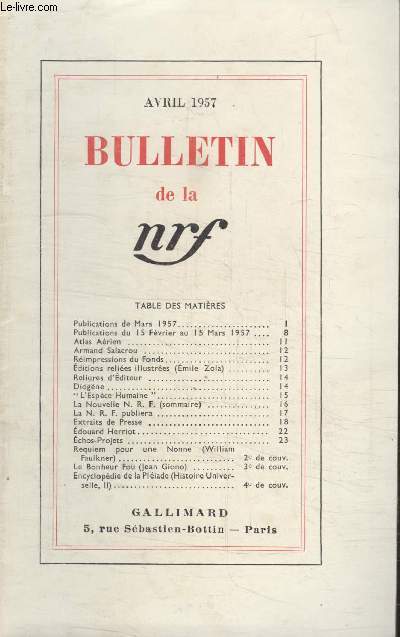 Le-livre.com
AVRIL 1957
BULLETIN
de la
nrf
TABLE DES MATIÈRES
Publications de Mars 1957 1
Publications du 15 Février au 15 Mars 1957 8
Atlas Aérien 11
Armand Salacrou 12
Réimpressions du Fonds 12
Éditions reliées illustrées (Émile Zola) 13
Reliures d'Éditeur 14
Diogène 14
" L'Espèce Humaine " 15
La Nouvelle N. R. F. (sommaire) 16
La N. R. F. publiera 17
Extraits de Presse 18
Édouard Herriot 22
Échos-Projets 23
Requiem pour une Nonne (William
Faulkner) 2e de couv.
Le Bonheur Fou (Jean Giono) 3e de couv.
Encyclopédie de la Pléiade (Histoire Univer-
selle, II) 4e de couv.
GALLIMARD
5, rue Sébastien-Bottin — Paris